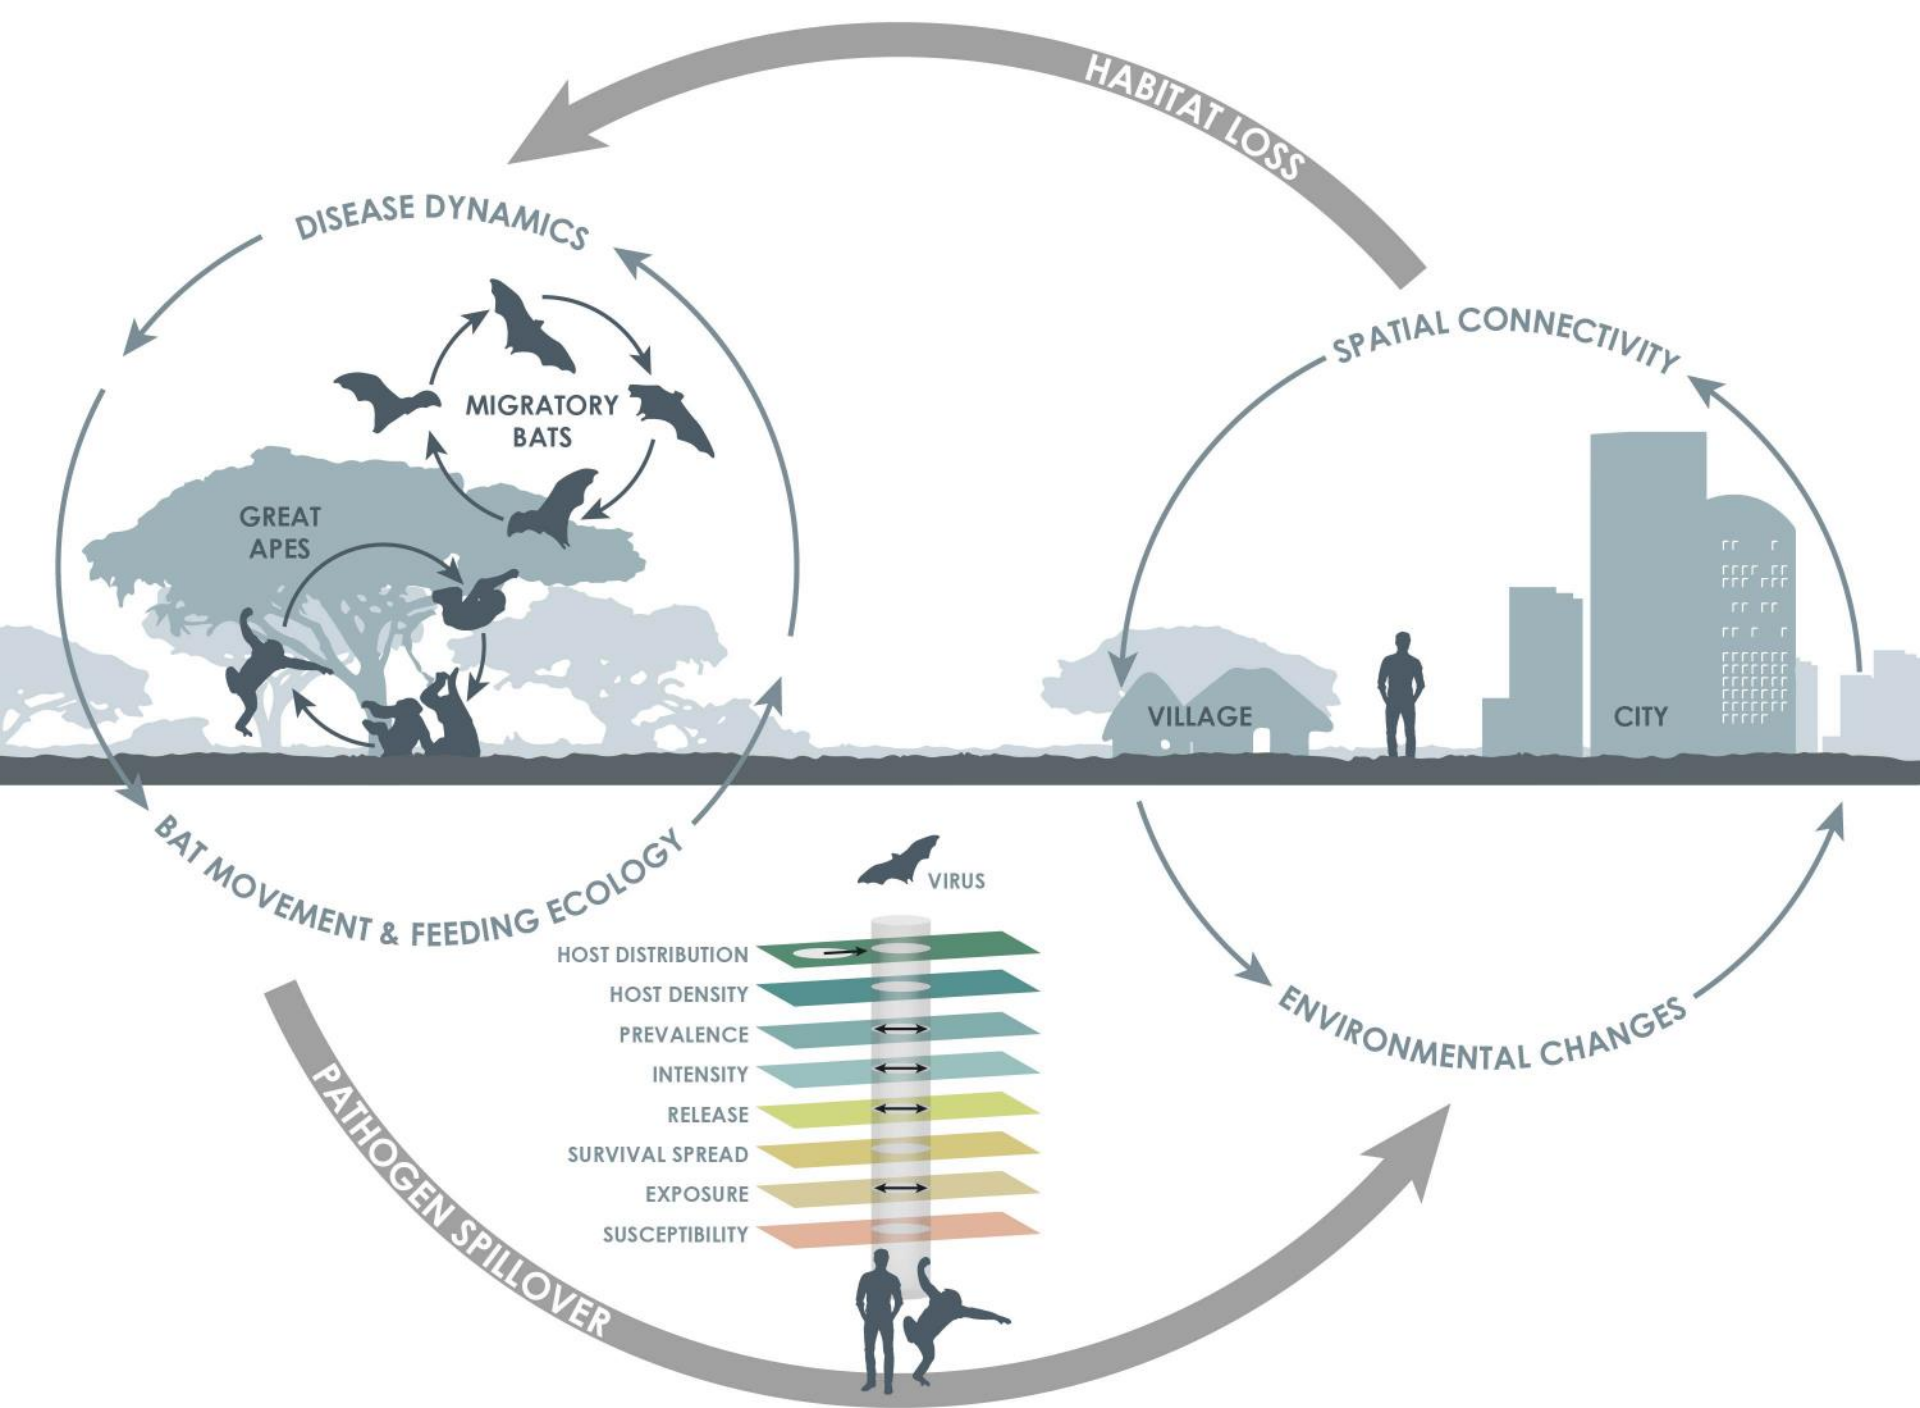 HABITAT LOSS
DISEASE DYNAMICS
MIGRATORY
BATS
GREAT
APES
SPATIAL CONNECTIVITY
VILLAGE
CITY
BAT MOVEMENT & FEEDING ECOLOGY
VIRUS
HOST DISTRIBUTION
HOST DENSITY
PREVALENCE
INTENSITY
RELEASE
SURVIVAL SPREAD
EXPOSURE
SUSCEPTIBILITY
ENVIRONMENTAL CHANGES
PATHOGEN SPILLOVER